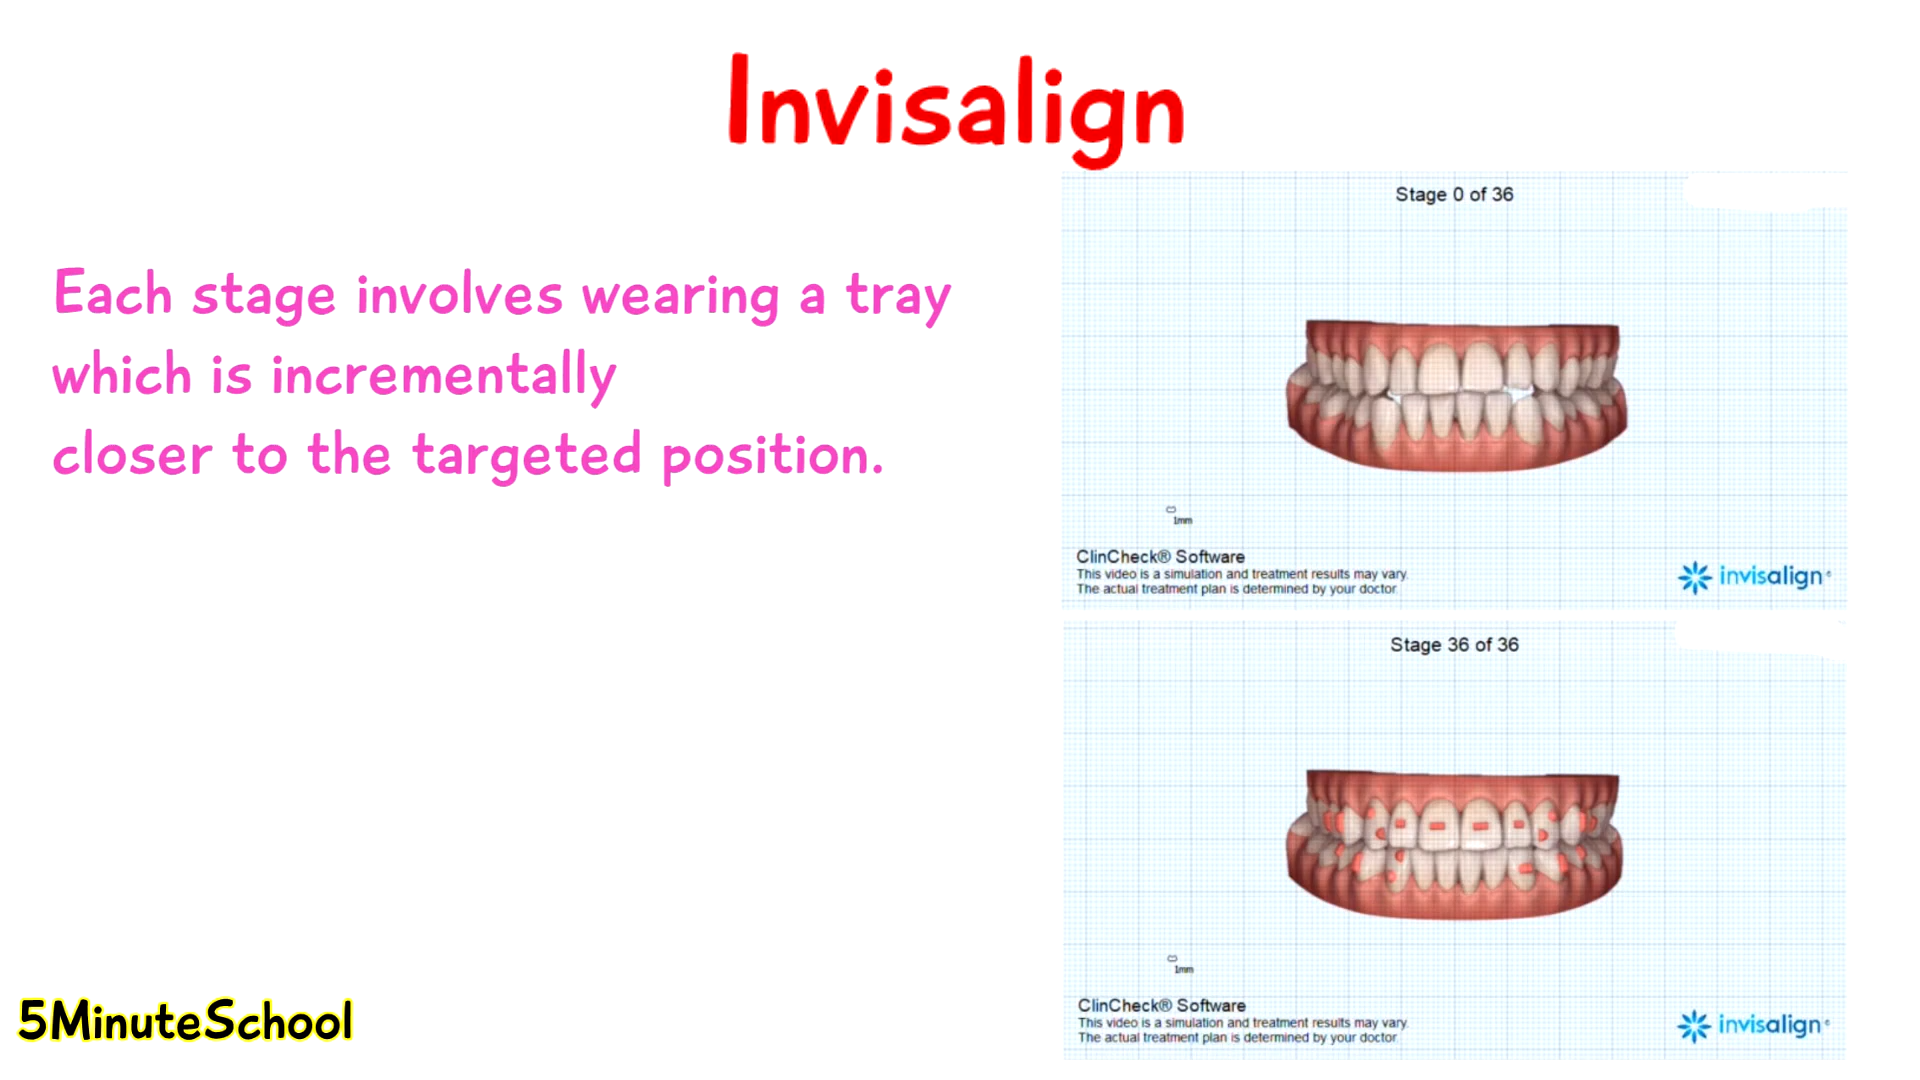 Invisalign
Each stage involves wearing a tray
which is incrementally
closer to the targeted position.
Stage 0 of 36
1mm
ClinCheck® Software
This video is a simulation and treatment results may vary.
The actual treatment plan is determined by your doctor.
invisalign®
Stage 36 of 36
1mm
ClinCheck® Software
This video is a simulation and treatment results may vary.
The actual treatment plan is determined by your doctor.
invisalign®
5MinuteSchool